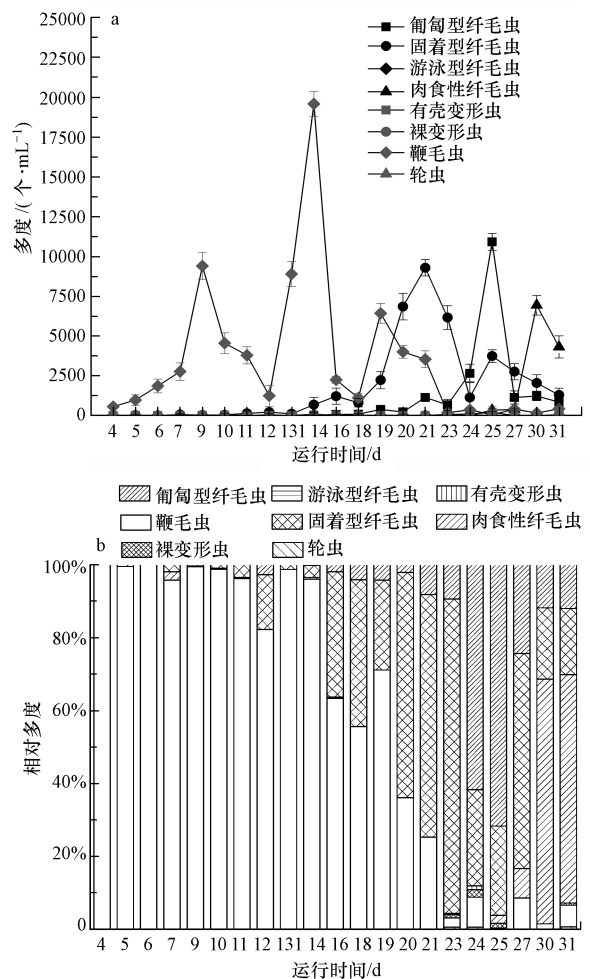 a
25000
22500
20000
17500
15000
12500
10000
7500
5000
2500
0
多度/(个·mL⁻¹)
匍匐型纤毛虫
固着型纤毛虫
游泳型纤毛虫
肉食性纤毛虫
有壳变形虫
裸变形虫
鞭毛虫
轮虫
4 5 6 7 9 10 11 12 131 14 16 18 19 20 21 23 24 25 27 30 31
运行时间/d
匍匐型纤毛虫 游泳型纤毛虫 有壳变形虫
鞭毛虫 固着型纤毛虫 肉食性纤毛虫
裸变形虫 轮虫
b
100%
80%
60%
40%
20%
0
相对多度
4 5 6 7 9 10 11 12 131 14 16 18 19 20 21 23 24 25 27 30 31
运行时间/d